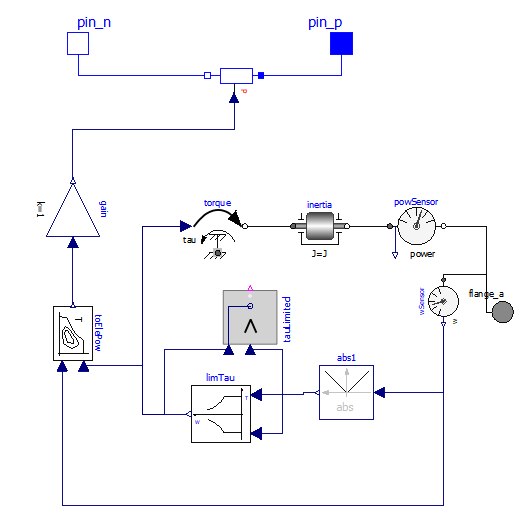 pin_n
pin_p
p
gain
k=1
torque
tau
inertia
J=J
powSensor
power
wSensor
w
flange_a
toElePow
T
tauLimited
<
limTau
T
w
abs1
abs